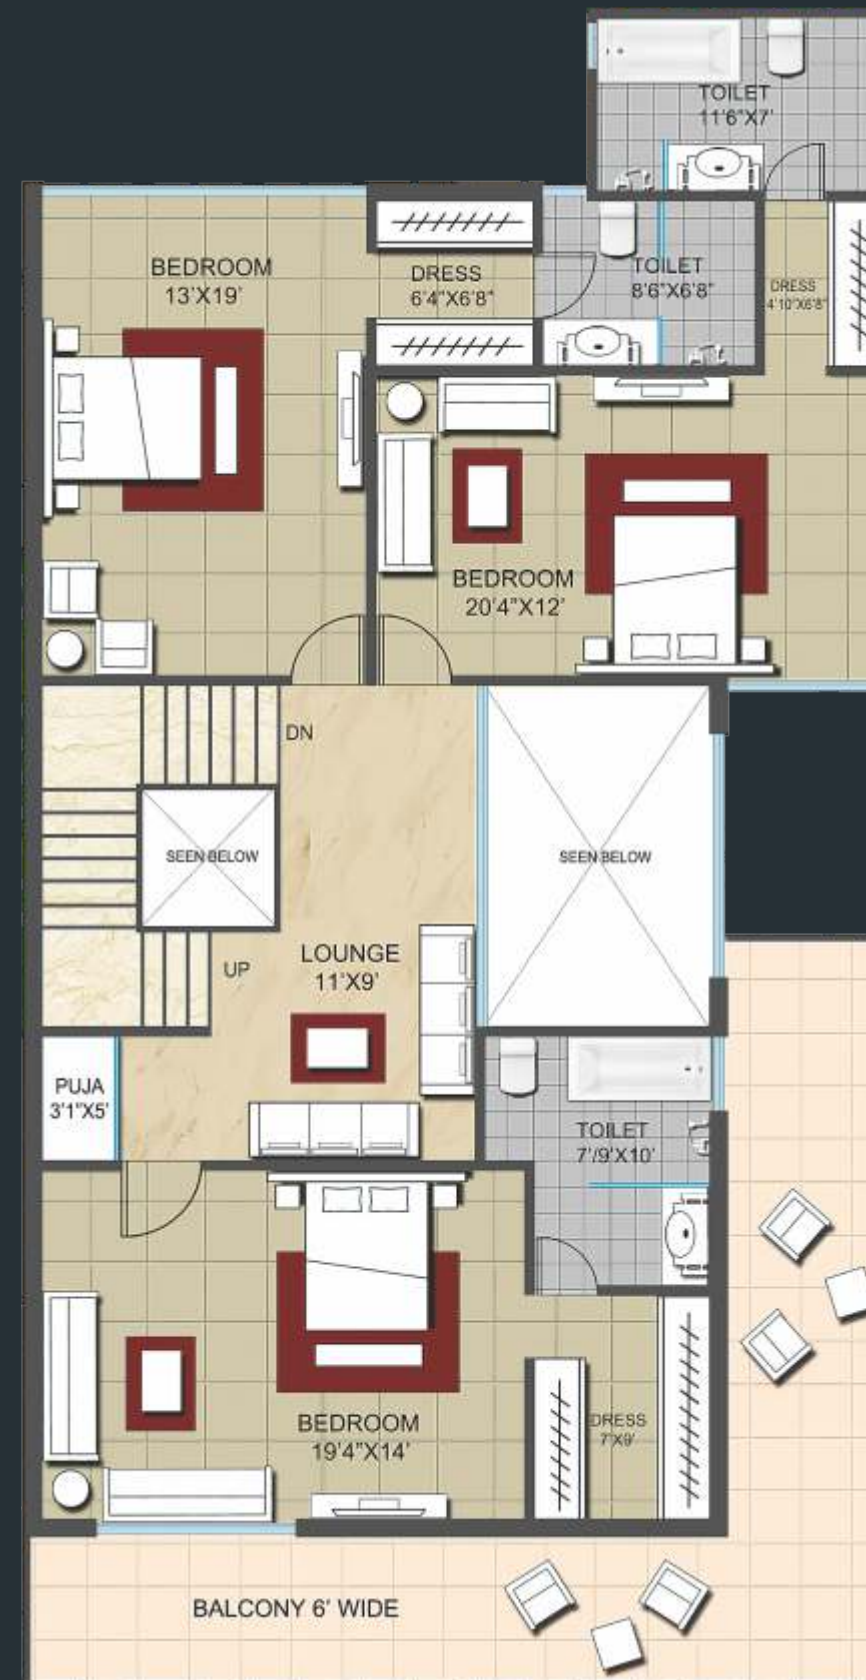 TOILET
11'6"X7'
BEDROOM
13'X19'
DRESS
6'4"X6'8"
TOILET
8'6"X6'8"
DRESS
4'10"X6'8"
BEDROOM
20'4"X12'
DN
SEEN BELOW
SEEN BELOW
UP
LOUNGE
11'X9'
PUJA
3'1"X5'
TOILET
7'/9'X10'
BEDROOM
19'4"X14'
DRESS
7'X9'
BALCONY 6' WIDE